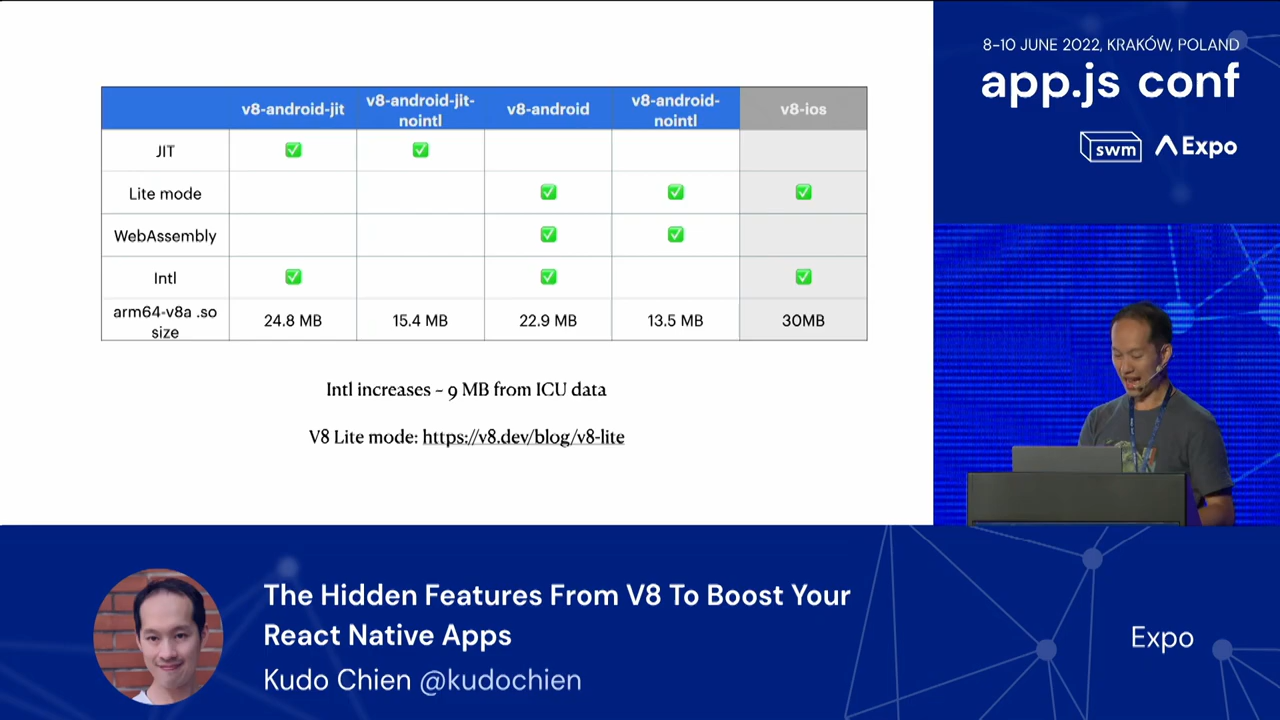 v8-android-jit
v8-android-jit-
nointl
v8-android
v8-android-
nointl
v8-ios
JIT
✅ ✅
Lite mode
✅ ✅ ✅
WebAssembly
✅ ✅
Intl
✅ ✅ ✅
arm64-v8a .so
size
24.8 MB
15.4 MB
22.9 MB
13.5 MB
30MB
Intl increases ~ 9 MB from ICU data
V8 Lite mode: https://v8.dev/blog/v8-lite
8–10 JUNE 2022, KRAKÓW, POLAND
app.js conf
swm
Expo
The Hidden Features From V8 To Boost Your
React Native Apps
Kudo Chien @kudochien
Expo